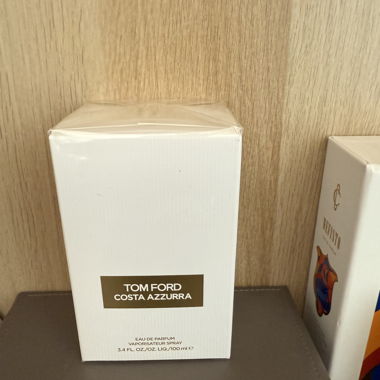 TOM FORD
COSTA AZZURRA
EAU DE PARFUM
VAPORISATEUR SPRAY
3.4 FL. OZ./OZ. LIQ./100 ml ℮